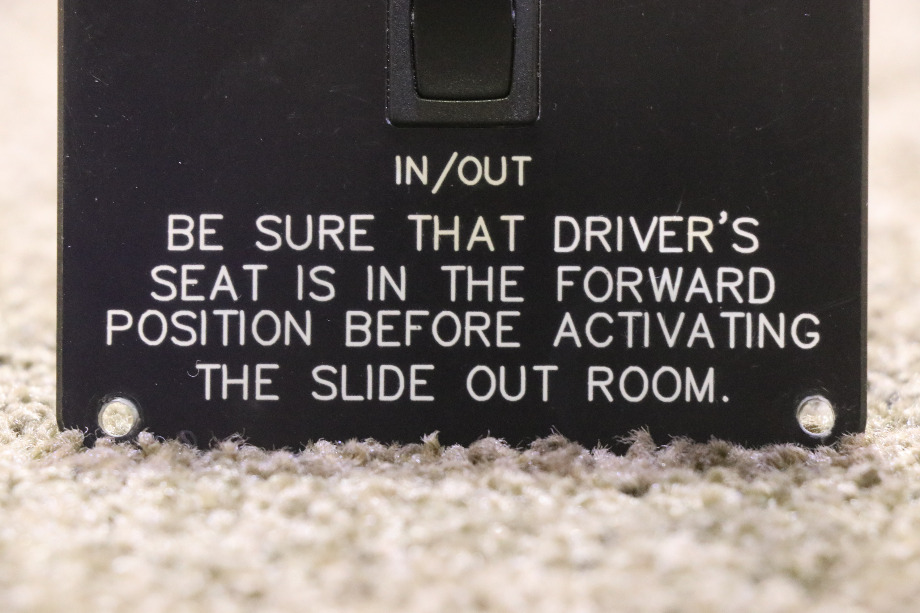 IN/OUT
BE SURE THAT DRIVER'S
SEAT IS IN THE FORWARD
POSITION BEFORE ACTIVATING
THE SLIDE OUT ROOM.